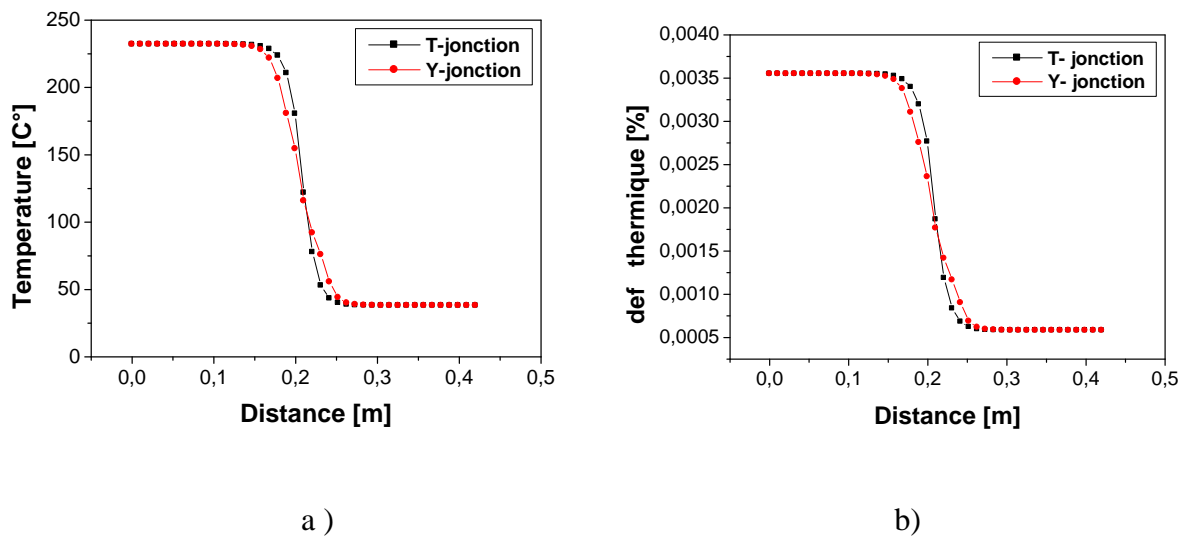 250
200
150
100
50
0
Temperature [C°]
T-jonction
Y-jonction
0,0 0,1 0,2 0,3 0,4 0,5
Distance [m]
a )
0,0040
0,0035
0,0030
0,0025
0,0020
0,0015
0,0010
0,0005
def thermique [%]
T- jonction
Y- jonction
0,0 0,1 0,2 0,3 0,4 0,5
Distance [m]
b)